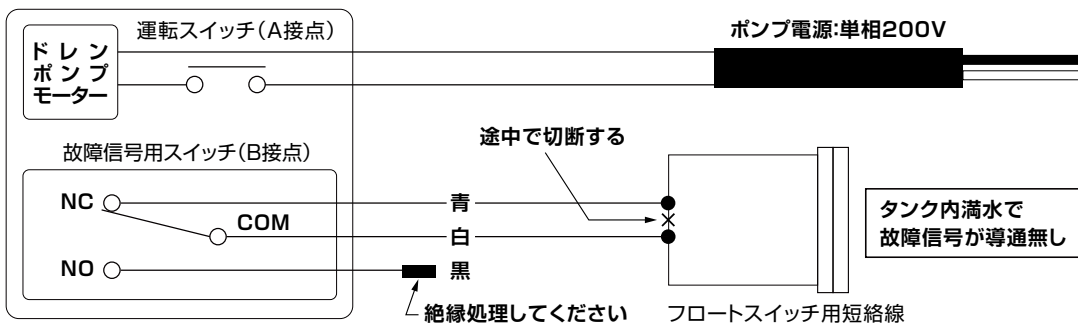 運転スイッチ(A接点)
ポンプ電源:単相200V
ドレン
ポンプ
モーター
途中で切断する
故障信号用スイッチ(B接点)
NC
青
COM
白
NO
黒
タンク内満水で
故障信号が導通無し
絶縁処理してください
フロートスイッチ用短絡線